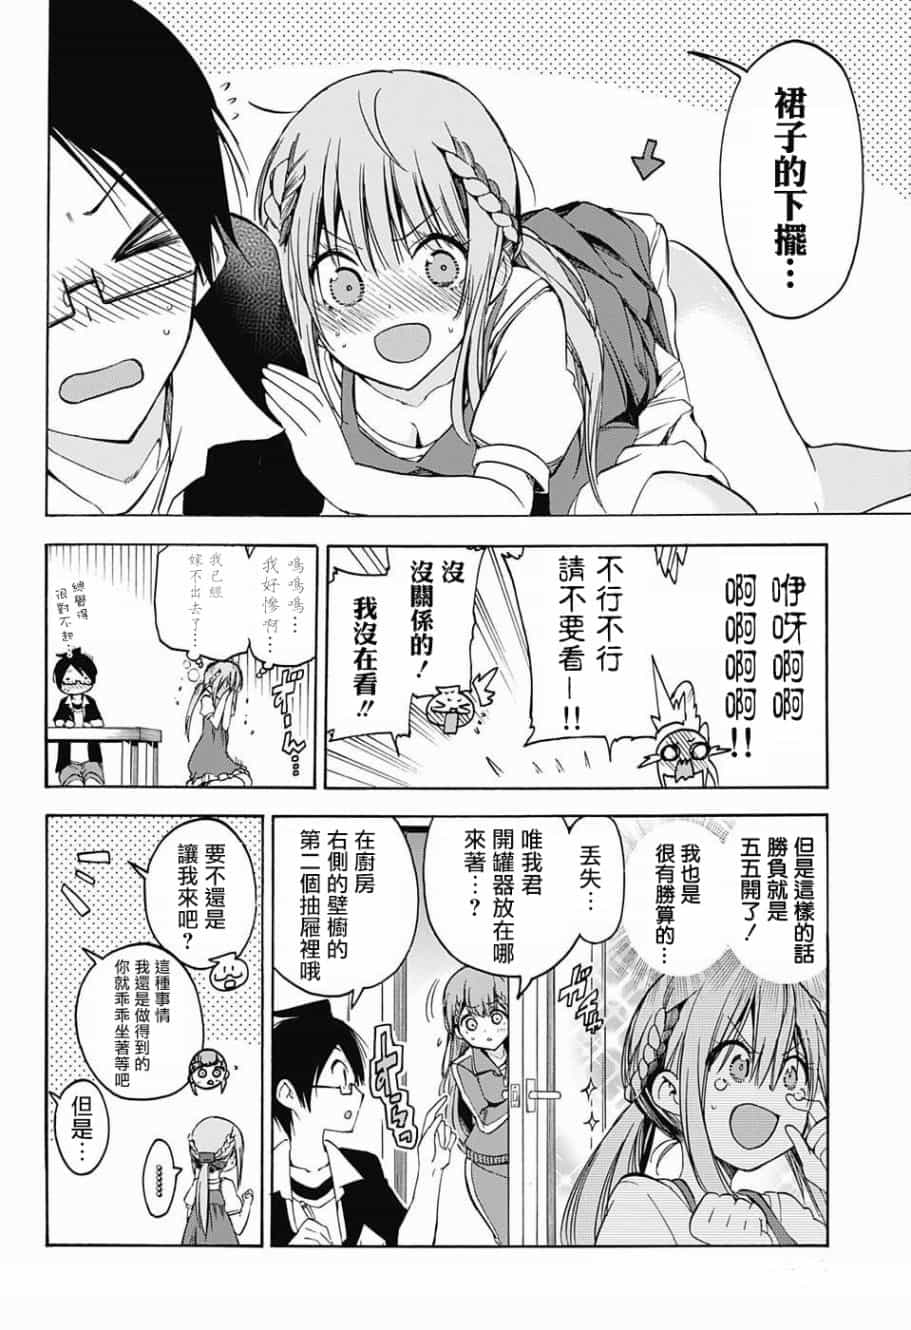 裙子的下擺…
咿呀啊啊
啊啊啊啊!!
不行不行
請不要看—!!
沒
沒關係的!
我沒在看!!
嗚嗚嗚…
我好慘啊…
我已經
嫁不出去了…
ずーん…
總覺得
很對不起…
但是這樣的話
勝負就是
五五開了!
我也是
很有勝算的…
丟失…
ガチャ
唯我君
開罐器放在哪
來著…?
在廚房
右側的壁櫥的
第二個抽屜裡哦
要不還是
讓我來吧?
這種事情
我還是做得到的
你就乖乖坐著等吧
但是…
……